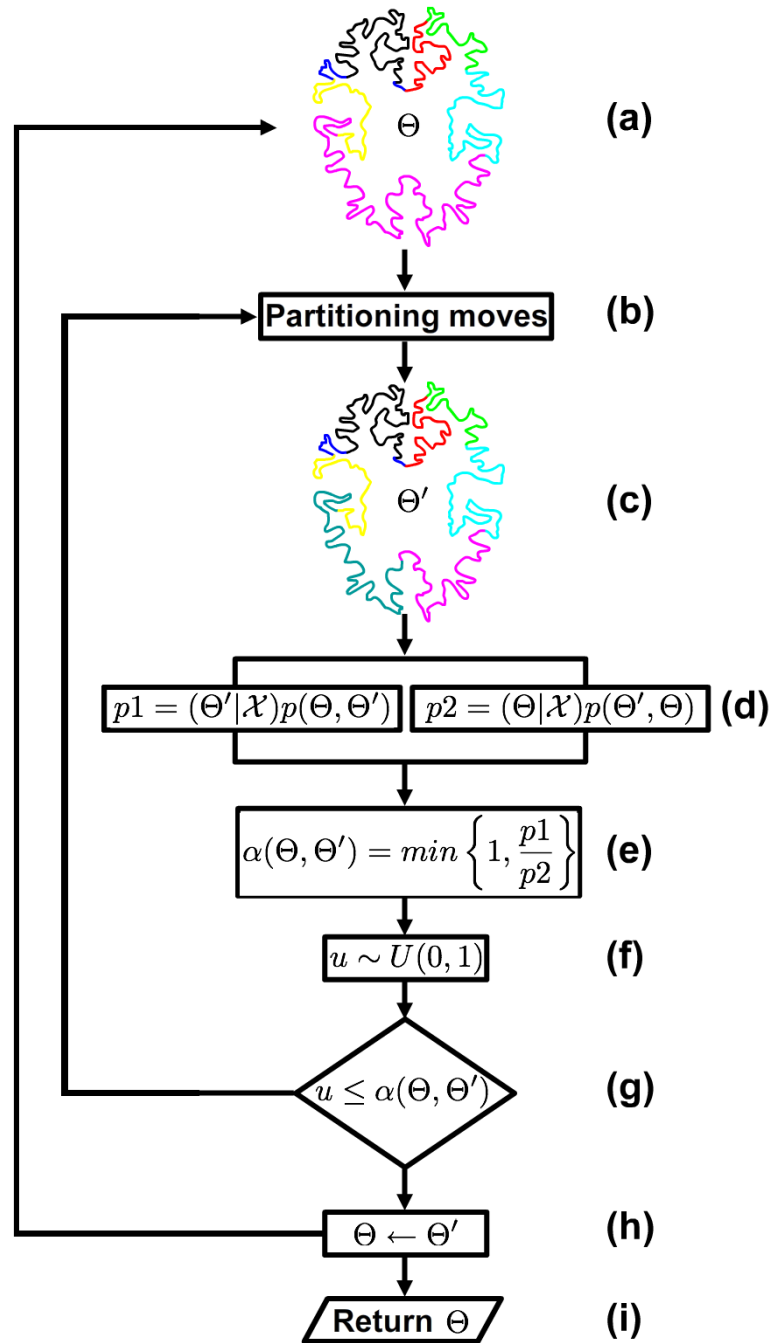 Θ (a)
Partitioning moves (b)
Θ′ (c)
p1 = (Θ′|𝒳)p(Θ, Θ′) p2 = (Θ|𝒳)p(Θ′, Θ) (d)
α(Θ, Θ′) = min {1, p1/p2} (e)
u ∼ U(0, 1) (f)
u ≤ α(Θ, Θ′) (g)
Θ ← Θ′ (h)
Return Θ (i)